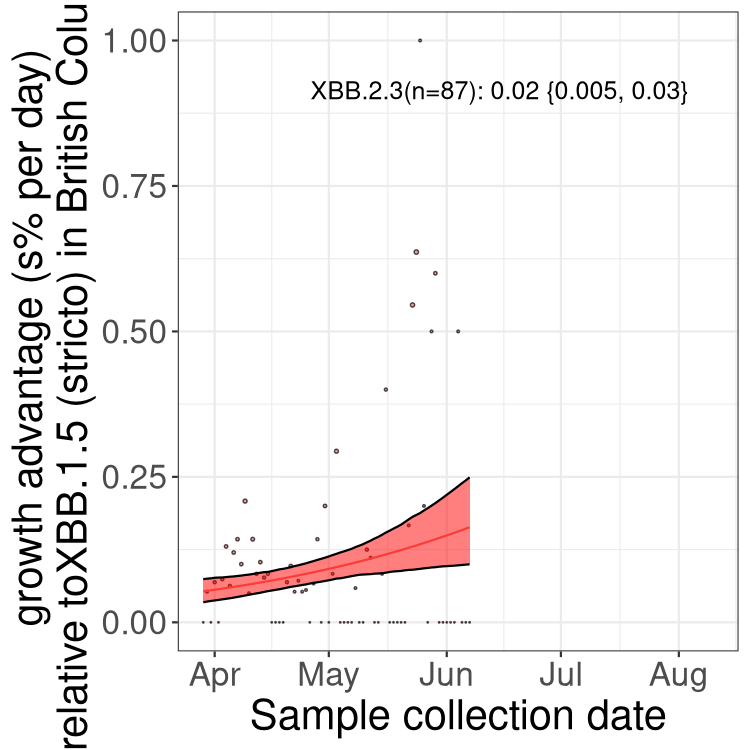 growth advantage (s% per day)
relative toXBB.1.5 (stricto) in British Colu
1.00
0.75
0.50
0.25
0.00
XBB.2.3(n=87): 0.02 {0.005, 0.03}
Apr May Jun Jul Aug
Sample collection date